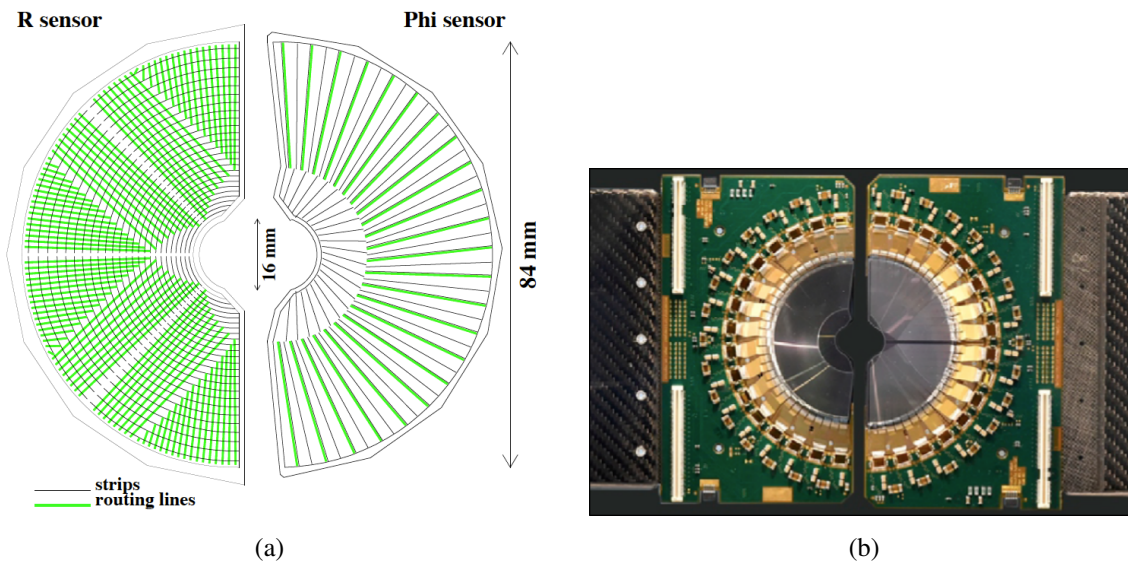 R sensor
Phi sensor
16 mm
84 mm
strips
routing lines
(a)
(b)